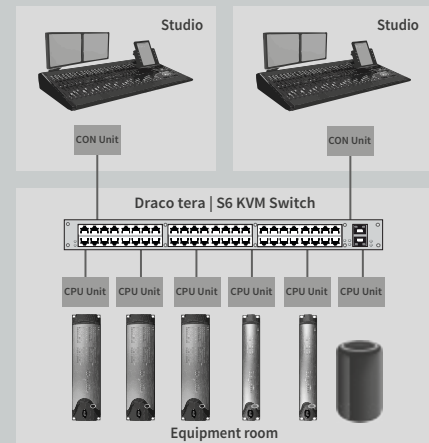 Studio
Studio
CON Unit
CON Unit
Draco tera | S6 KVM Switch
CPU Unit
CPU Unit
CPU Unit
CPU Unit
CPU Unit
CPU Unit
Equipment room